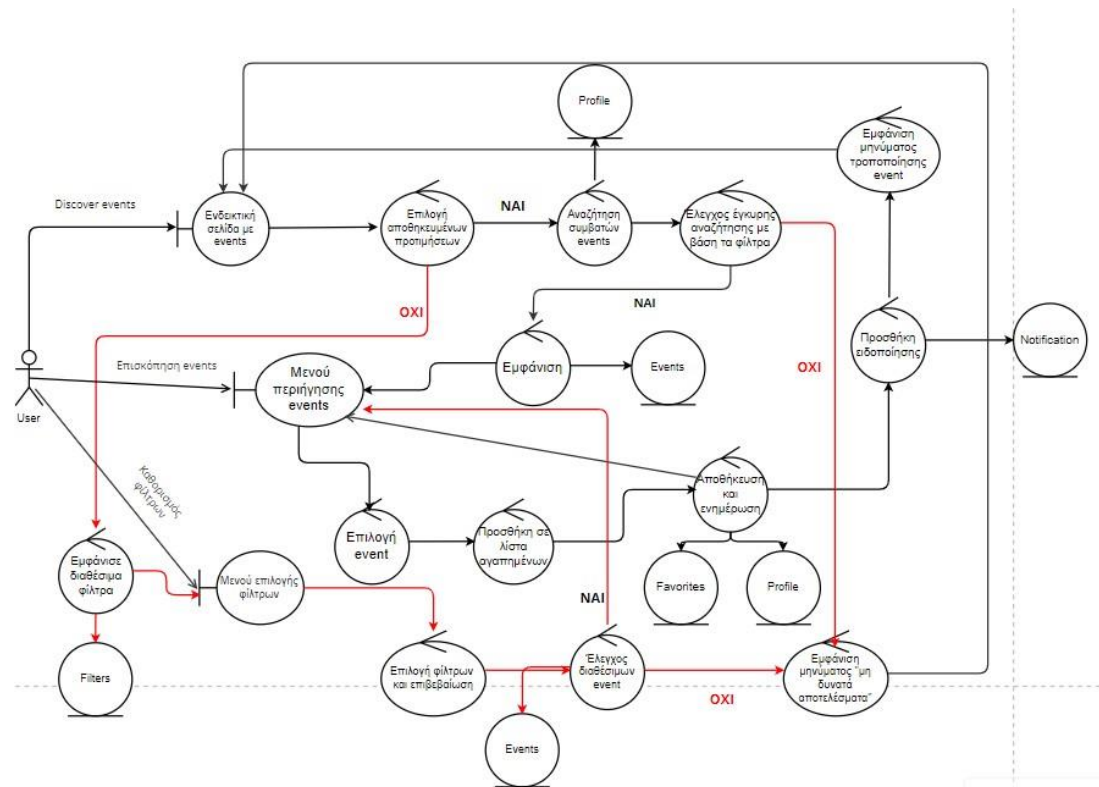 Profile
Εμφάνιση
μηνύματος
τροποποίησης
event
Discover events
Ενδεικτική
σελίδα με
events
Επιλογή
αποθηκευμένων
προτιμήσεων
ΝΑΙ
Αναζήτηση
συμβατών
events
Έλεγχος έγκυρης
αναζήτησης με
βάση τα φίλτρα
ΝΑΙ
ΟΧΙ
Προσθήκη
ειδοποίησης
Notification
Εμφάνιση
Events
ΟΧΙ
Επισκόπηση events
Μενού
περιήγησης
events
User
Καθορισμός
φίλτρων
Αποθήκευση
και
ενημέρωση
Επιλογή
event
Προσθήκη σε
λίστα
αγαπημένων
Εμφάνισε
διαθέσιμα
φίλτρα
Μενού επιλογής
φίλτρων
Favorites
Profile
ΝΑΙ
Filters
Επιλογή φίλτρων
και επιβεβαίωση
Έλεγχος
διαθέσιμων
event
Εμφάνιση
μηνύματος "μη
δυνατά
αποτελέσματα"
ΟΧΙ
Events